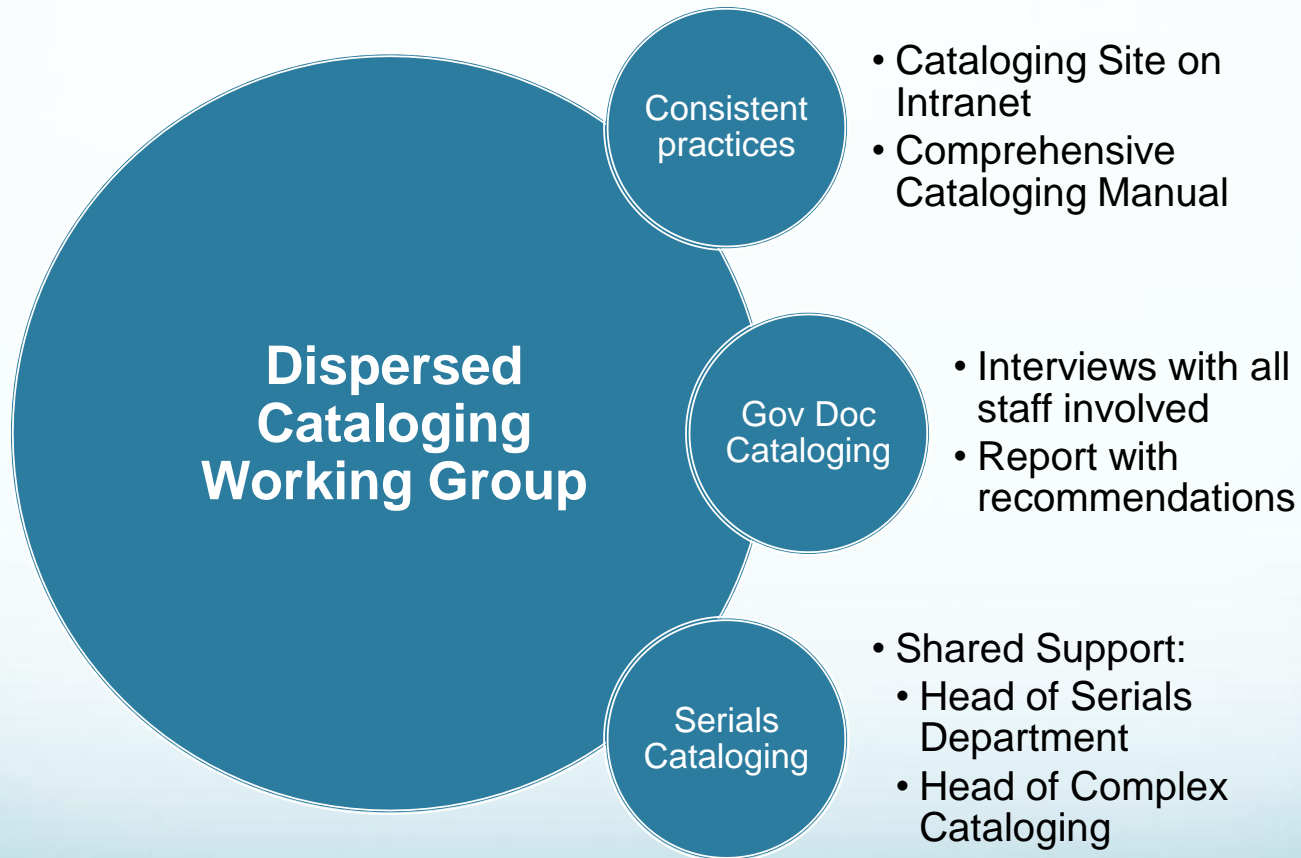 Dispersed
Cataloging
Working Group
Consistent
practices
• Cataloging Site on
Intranet
• Comprehensive
Cataloging Manual
Gov Doc
Cataloging
• Interviews with all
staff involved
• Report with
recommendations
Serials
Cataloging
• Shared Support:
• Head of Serials
Department
• Head of Complex
Cataloging